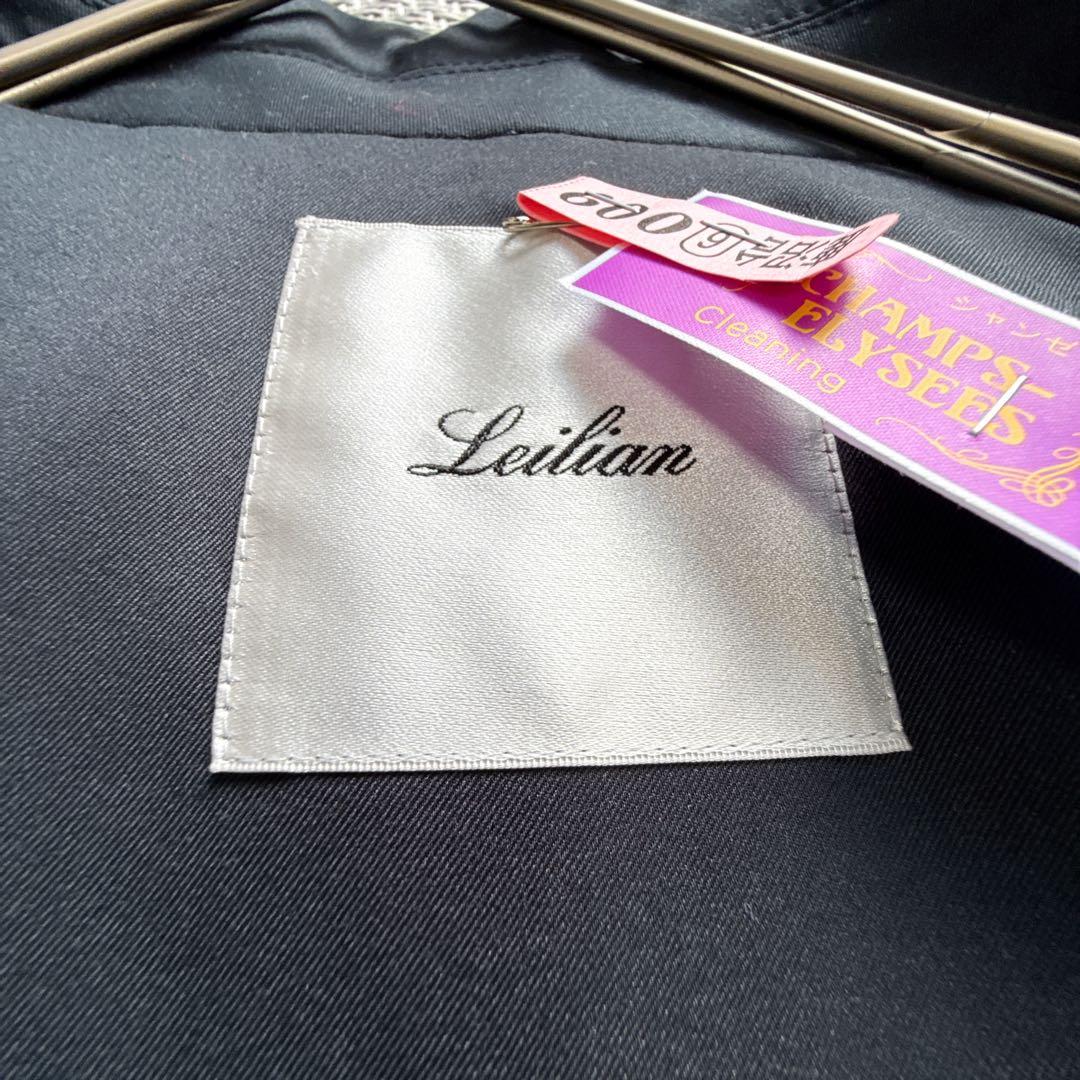 Leilian
シャンゼ
CHAMPS-
ELYSEES
Cleaning